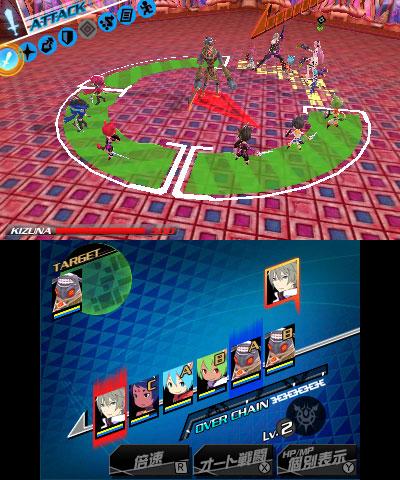 ATTACK
KIZUNA
TARGET
C
A
B
A
B
OVER CHAIN
Lv.2
倍速 R
オート戦闘 X
HP/MP
個別表示 Y